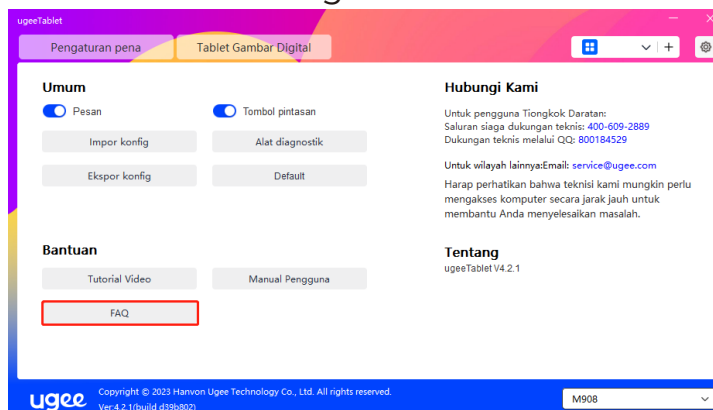 ugeeTablet
Pengaturan pena
Tablet Gambar Digital
Umum
Pesan
Tombol pintasan
Impor konfig
Alat diagnostik
Ekspor konfig
Default
Bantuan
Tutorial Video
Manual Pengguna
FAQ
Hubungi Kami
Untuk pengguna Tiongkok Daratan:
Saluran siaga dukungan teknis: 400-609-2889
Dukungan teknis melalui QQ: 800184529
Untuk wilayah lainnya:Email: service@ugee.com
Harap perhatikan bahwa teknisi kami mungkin perlu
mengakses komputer secara jarak jauh untuk
membantu Anda menyelesaikan masalah.
Tentang
ugeeTablet V4.2.1
ugee
Copyright © 2023 Hanvon Ugee Technology Co., Ltd. All rights reserved.
Ver:4.2.1(build d39b802)
M908